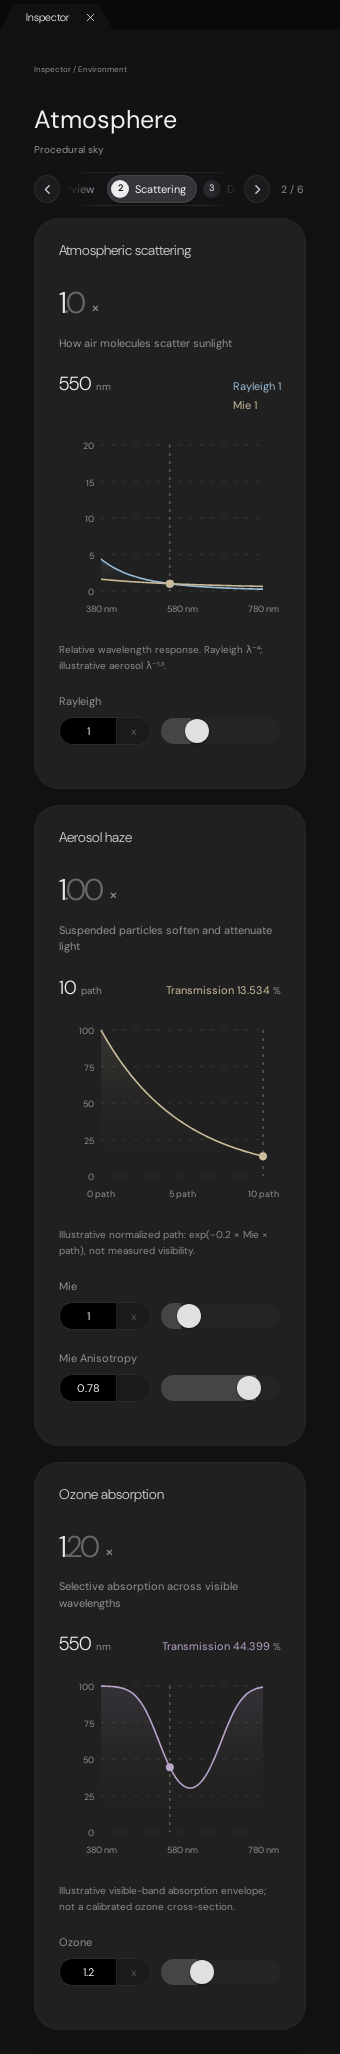 Inspector
Inspector / Environment
Atmosphere
Procedural sky
view 2 Scattering 3 2 / 6
Atmospheric scattering
1.0 ×
How air molecules scatter sunlight
550 nm Rayleigh 1
Mie 1
20
15
10
5
0
380 nm 580 nm 780 nm
Relative wavelength response. Rayleigh λ⁻⁴;
illustrative aerosol λ⁻¹·³.
Rayleigh
1 x
Aerosol haze
1.00 ×
Suspended particles soften and attenuate
light
10 path Transmission 13.534 %
100
75
50
25
0
0 path 5 path 10 path
Illustrative normalized path: exp(-0.2 × Mie ×
path), not measured visibility.
Mie
1 x
Mie Anisotropy
0.78
Ozone absorption
1.20 ×
Selective absorption across visible
wavelengths
550 nm Transmission 44.399 %
100
75
50
25
0
380 nm 580 nm 780 nm
Illustrative visible-band absorption envelope;
not a calibrated ozone cross-section.
Ozone
1.2 x